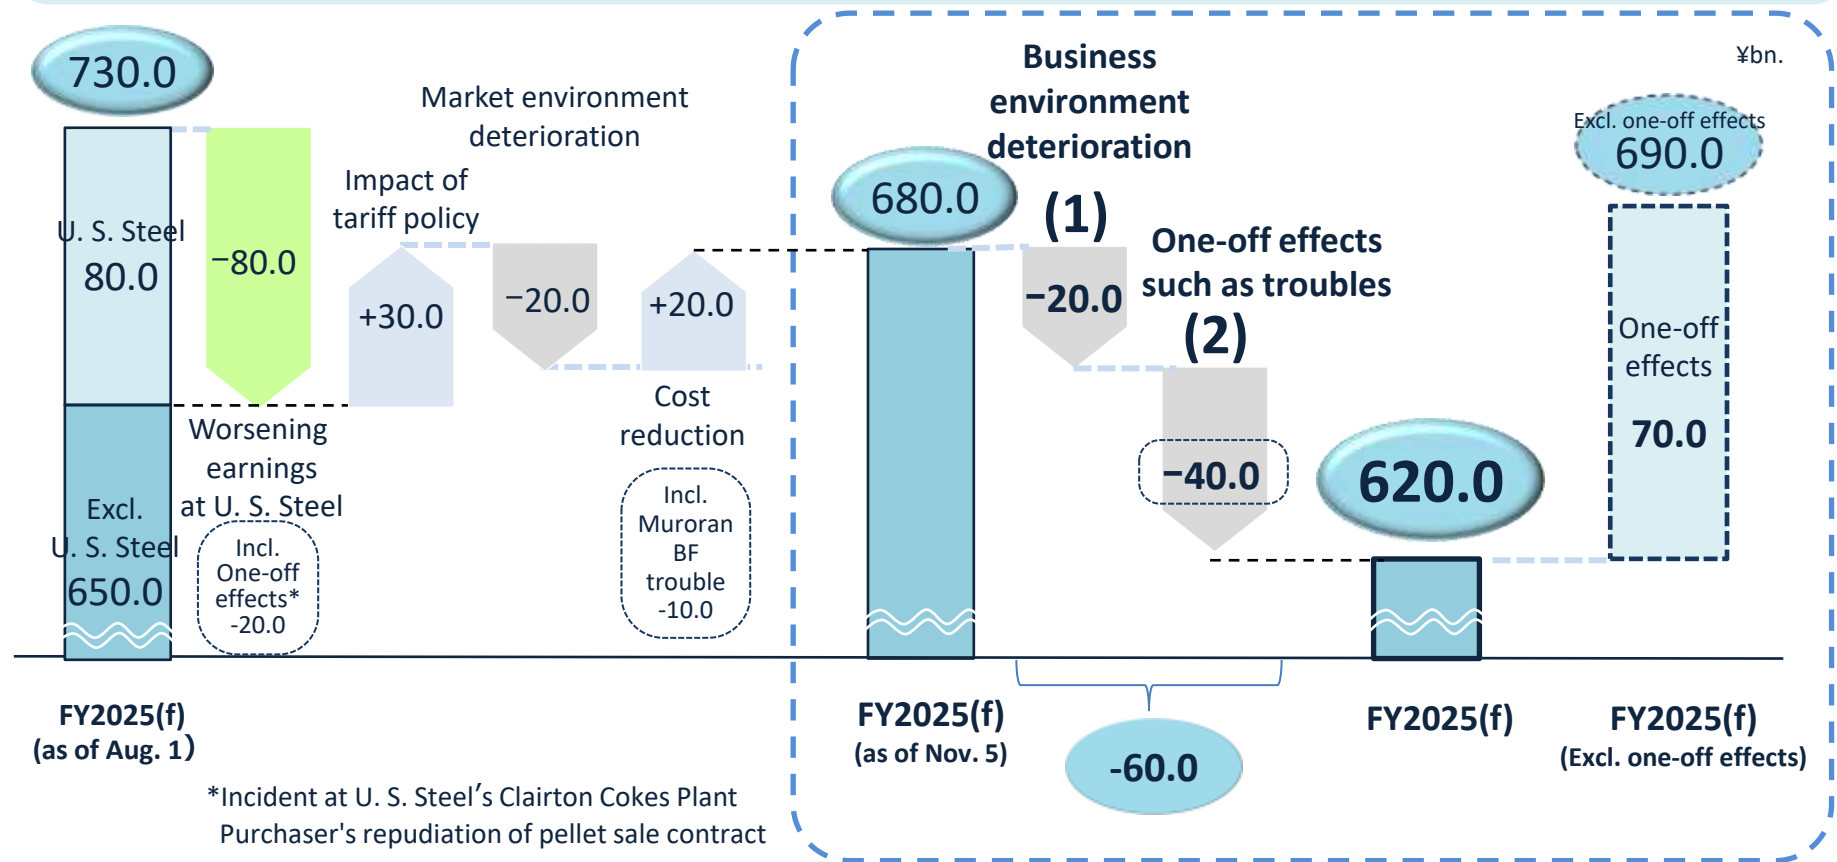 ¥bn.
730.0
U. S. Steel
80.0
Excl.
U. S. Steel
650.0
FY2025(f)
(as of Aug. 1)
−80.0
Worsening
earnings
at U. S. Steel
Incl.
One-off
effects*
-20.0
Impact of
tariff policy
+30.0
Market environment
deterioration
−20.0
+20.0
Cost
reduction
Incl.
Muroran
BF
trouble
-10.0
*Incident at U. S. Steel’s Clairton Cokes Plant
Purchaser's repudiation of pellet sale contract
680.0
FY2025(f)
(as of Nov. 5)
Business
environment
deterioration
(1)
−20.0
One-off effects
such as troubles
(2)
−40.0
-60.0
620.0
FY2025(f)
Excl. one-off effects
690.0
One-off
effects
70.0
FY2025(f)
(Excl. one-off effects)